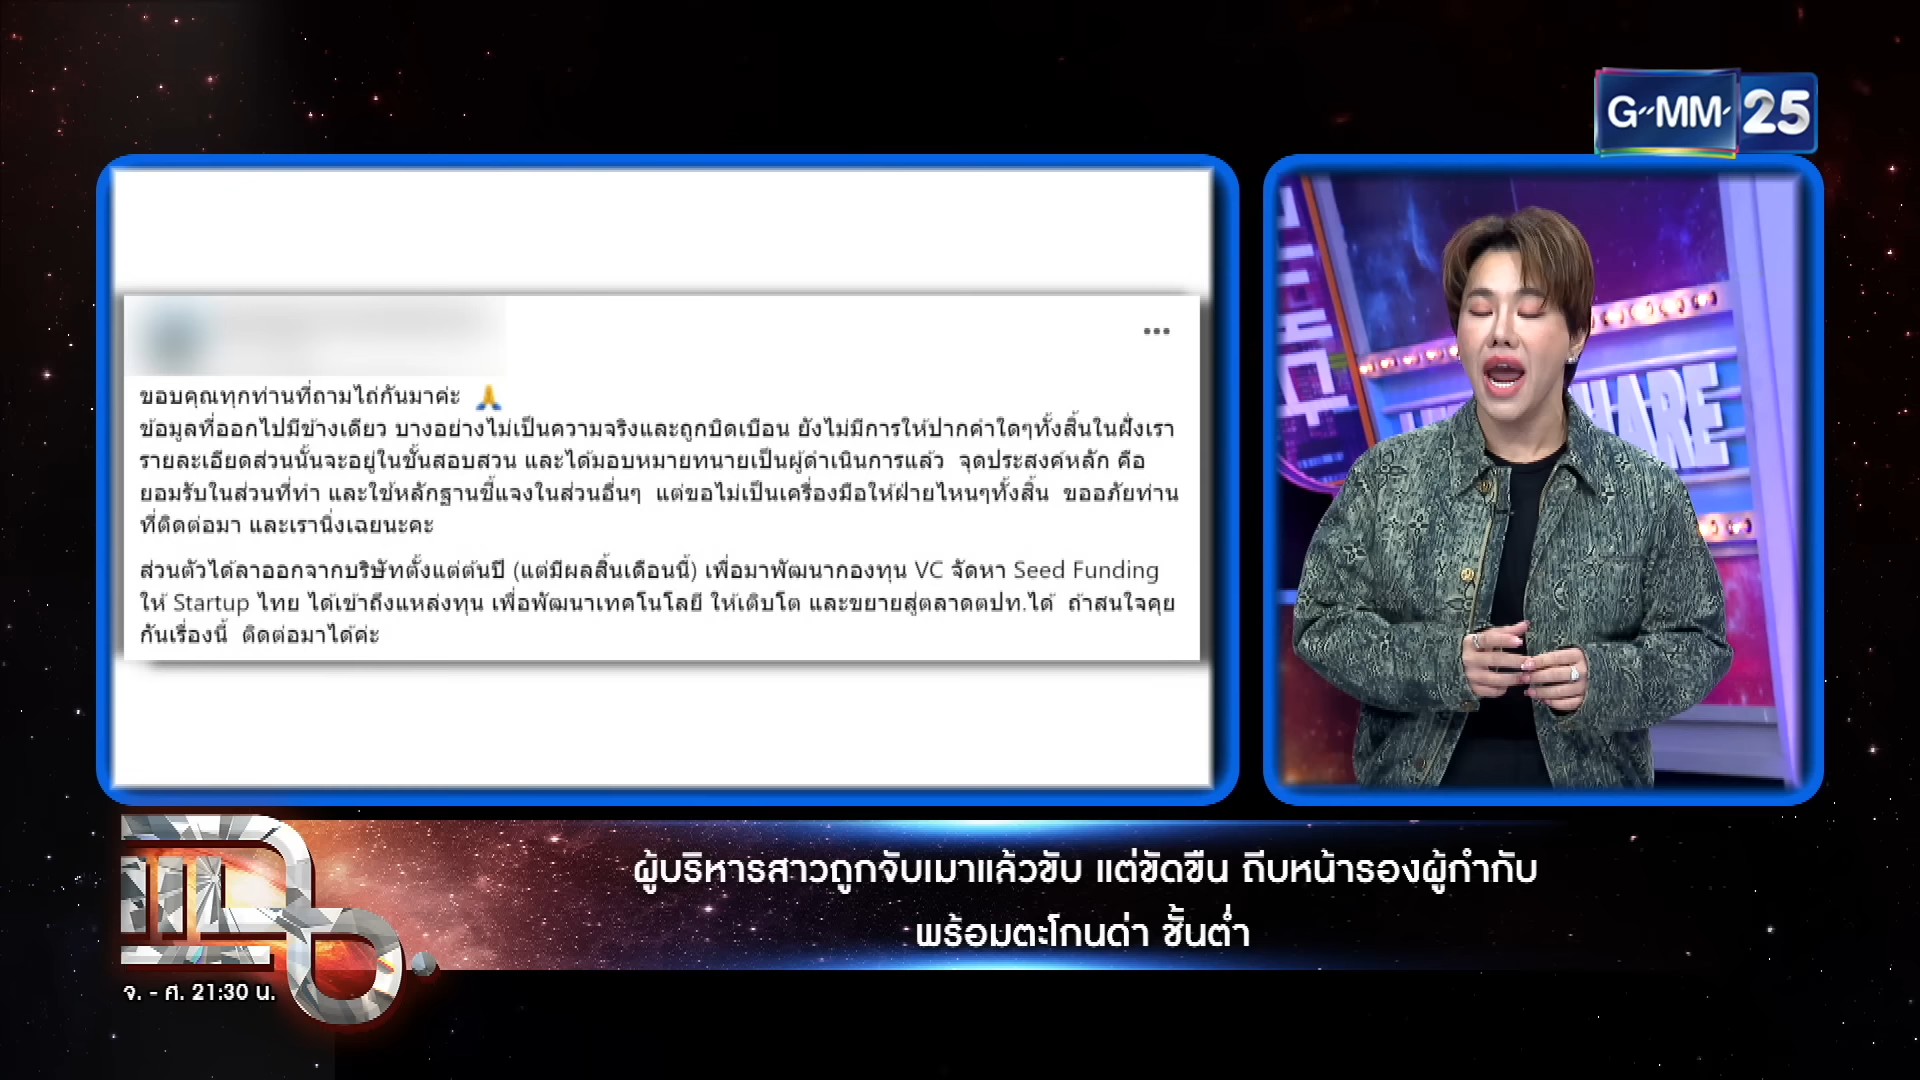 G"MM' 25
ขอบคุณทุกท่านที่ถามไถ่กันมาค่ะ 🙏
ข้อมูลที่ออกไปมีข้างเดียว บางอย่างไม่เป็นความจริงและถูกบิดเบือน ยังไม่มีการให้ปากคำใดๆทั้งสิ้นในฝั่งเรา
รายละเอียดส่วนนั้นจะอยู่ในขั้นสอบสวน และได้มอบหมายทนายเป็นผู้ดำเนินการแล้ว จุดประสงค์หลัก คือ
ยอมรับในส่วนที่ทำ และใช้หลักฐานชี้แจงในส่วนอื่นๆ แต่ขอไม่เป็นเครื่องมือให้ฝ่ายไหนๆทั้งสิ้น ขออภัยท่าน
ที่ติดต่อมา และเรานิ่งเฉยนะคะ
ส่วนตัวได้ลาออกจากบริษัทตั้งแต่ต้นปี (แต่มีผลสิ้นเดือนนี้) เพื่อมาพัฒนากองทุน VC จัดหา Seed Funding
ให้ Startup ไทย ได้เข้าถึงแหล่งทุน เพื่อพัฒนาเทคโนโลยี ให้เติบโต และขยายสู่ตลาดตปท.ได้ ถ้าสนใจคุย
กันเรื่องนี้ ติดต่อมาได้ค่ะ
แฉ.
จ. - ศ. 21:30 น.
ผู้บริหารสาวถูกจับเมาแล้วขับ แต่ขัดขืน ถีบหน้ารองผู้กำกับ
พร้อมตะโกนด่า ชั้นต่ำ